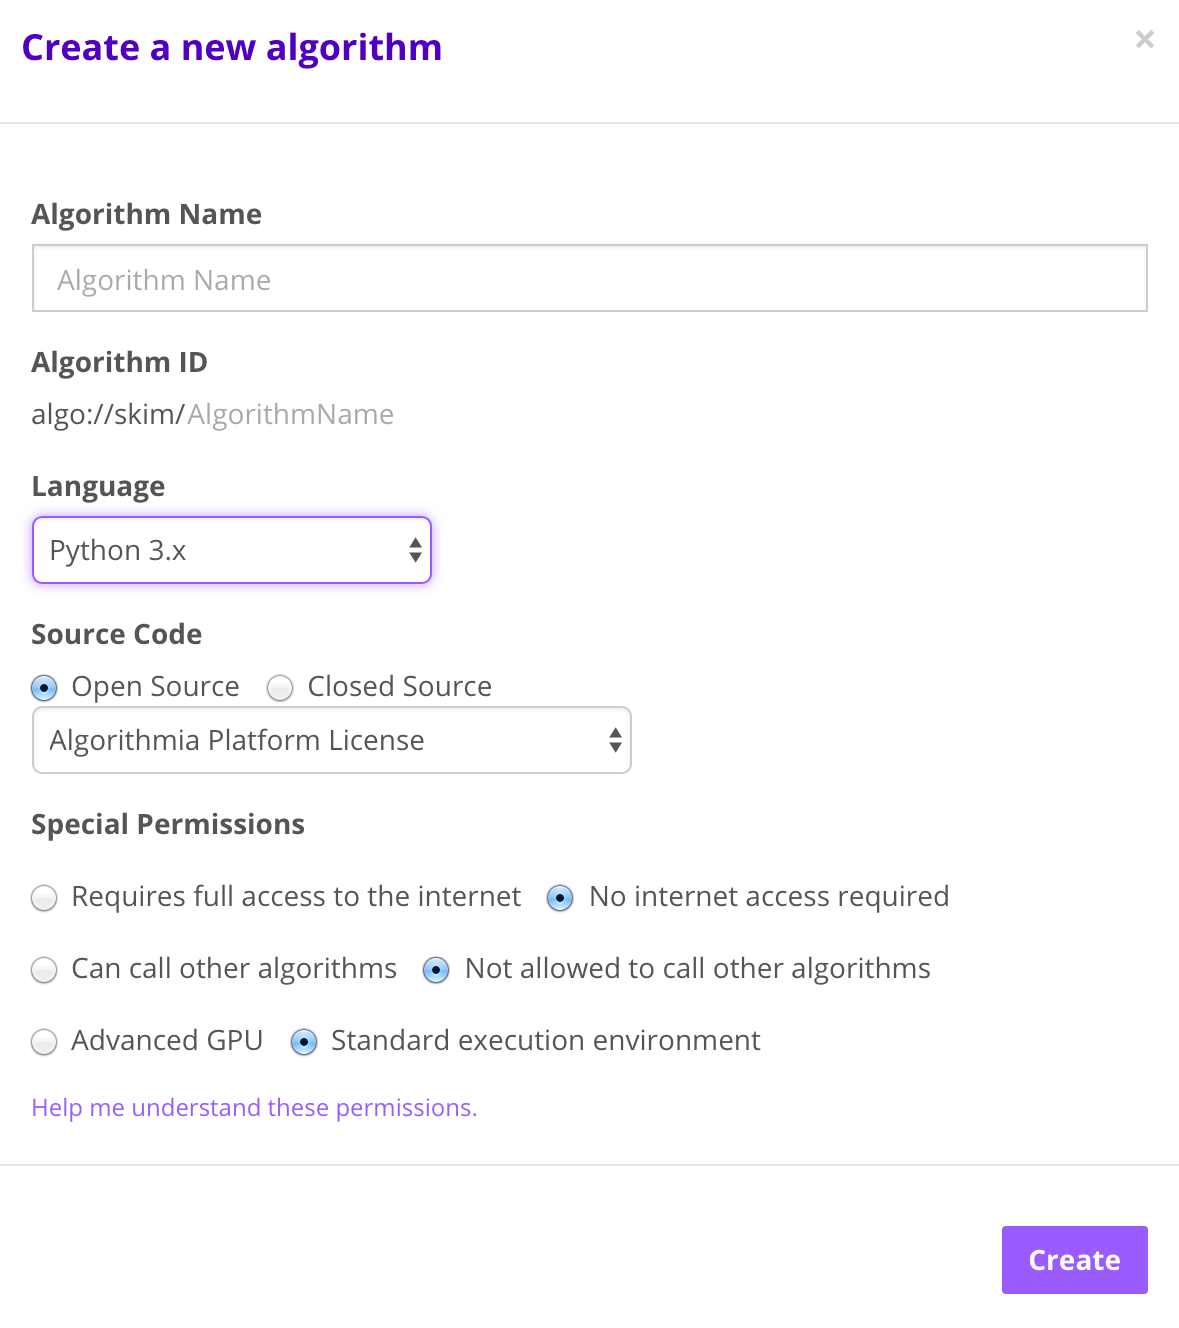 Create a new algorithm
×
Algorithm Name
Algorithm Name
Algorithm ID
algo://skim/AlgorithmName
Language
Python 3.x
Source Code
Open Source Closed Source
Algorithmia Platform License
Special Permissions
Requires full access to the internet No internet access required
Can call other algorithms Not allowed to call other algorithms
Advanced GPU Standard execution environment
Help me understand these permissions.
Create